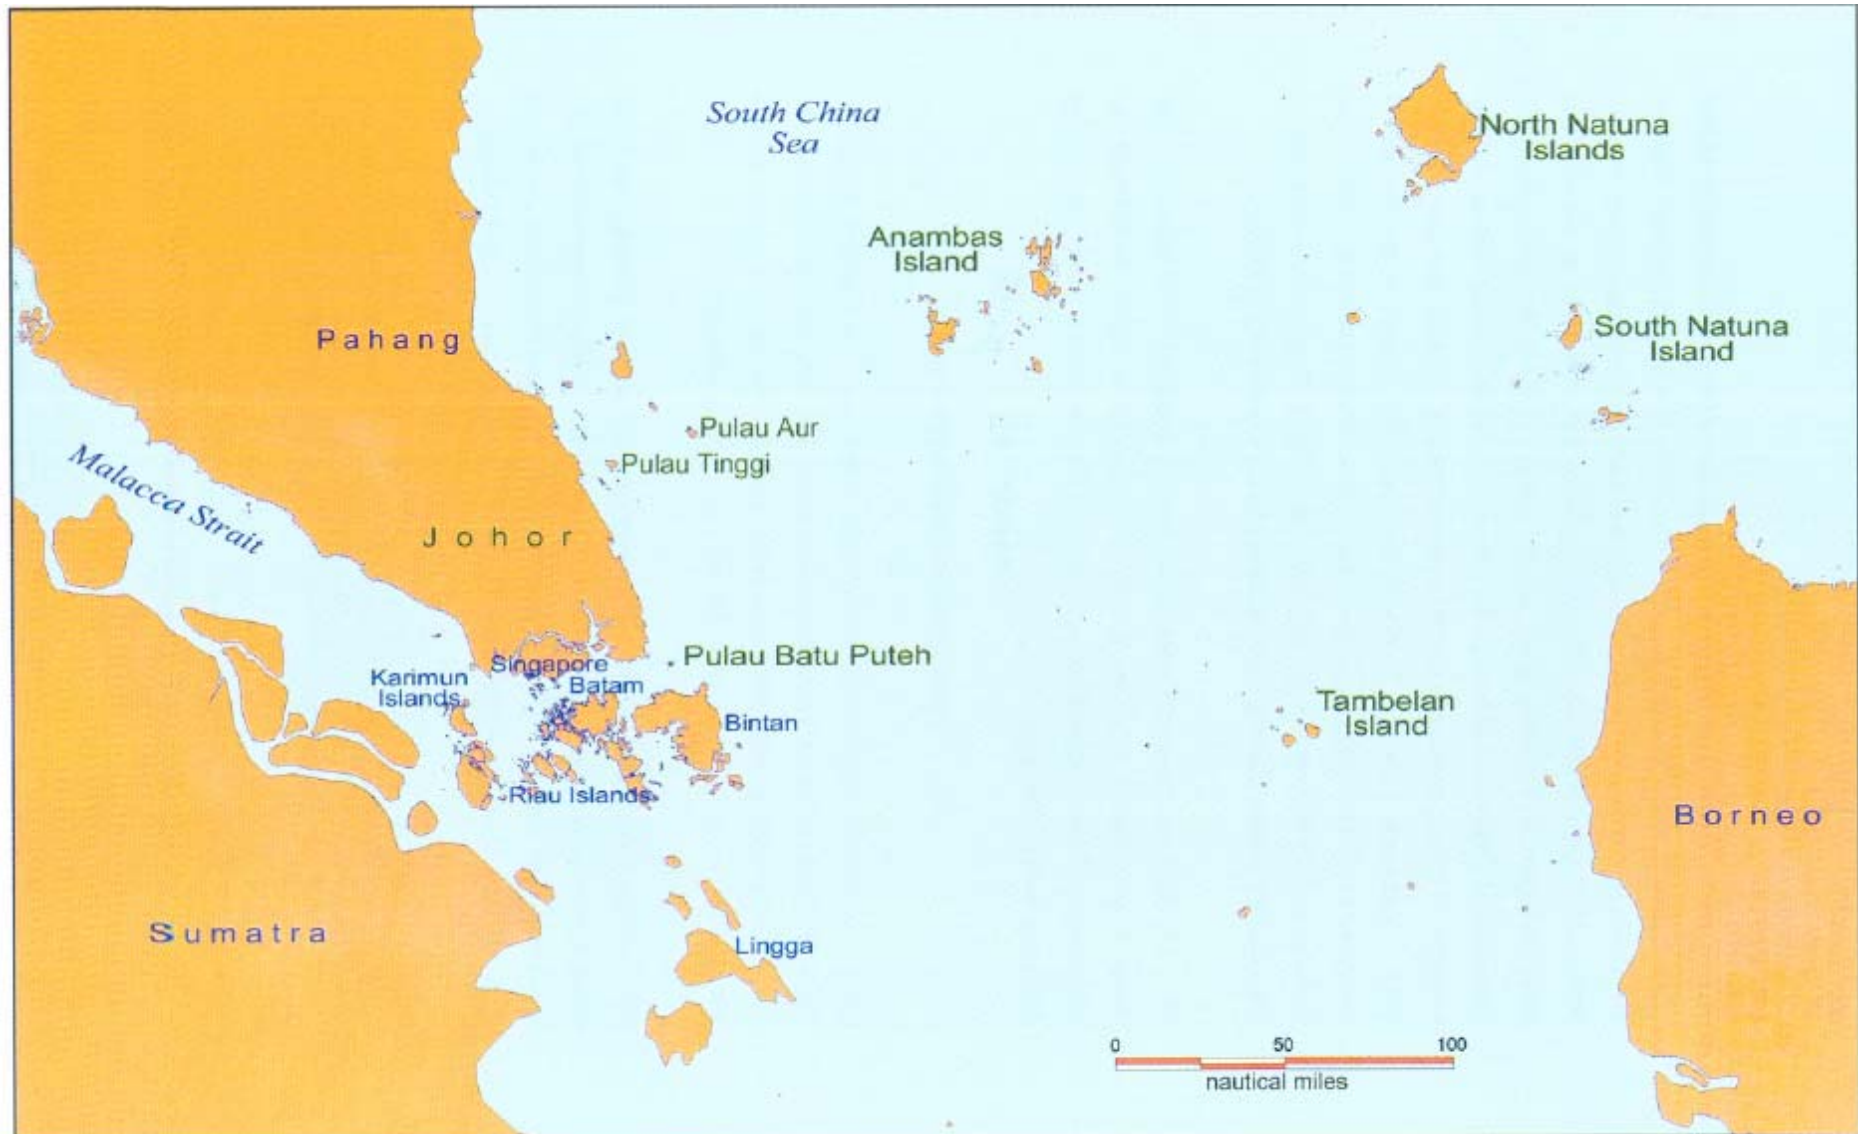 South China
Sea
North Natuna
Islands
Anambas
Island
South Natuna
Island
Pahang
Pulau Aur
Pulau Tinggi
Malacca Strait
Johor
Pulau Batu Puteh
Singapore
Karimun
Islands
Batam
Bintan
Tambelan
Island
Riau Islands
Borneo
Sumatra
Lingga
0 50 100
nautical miles